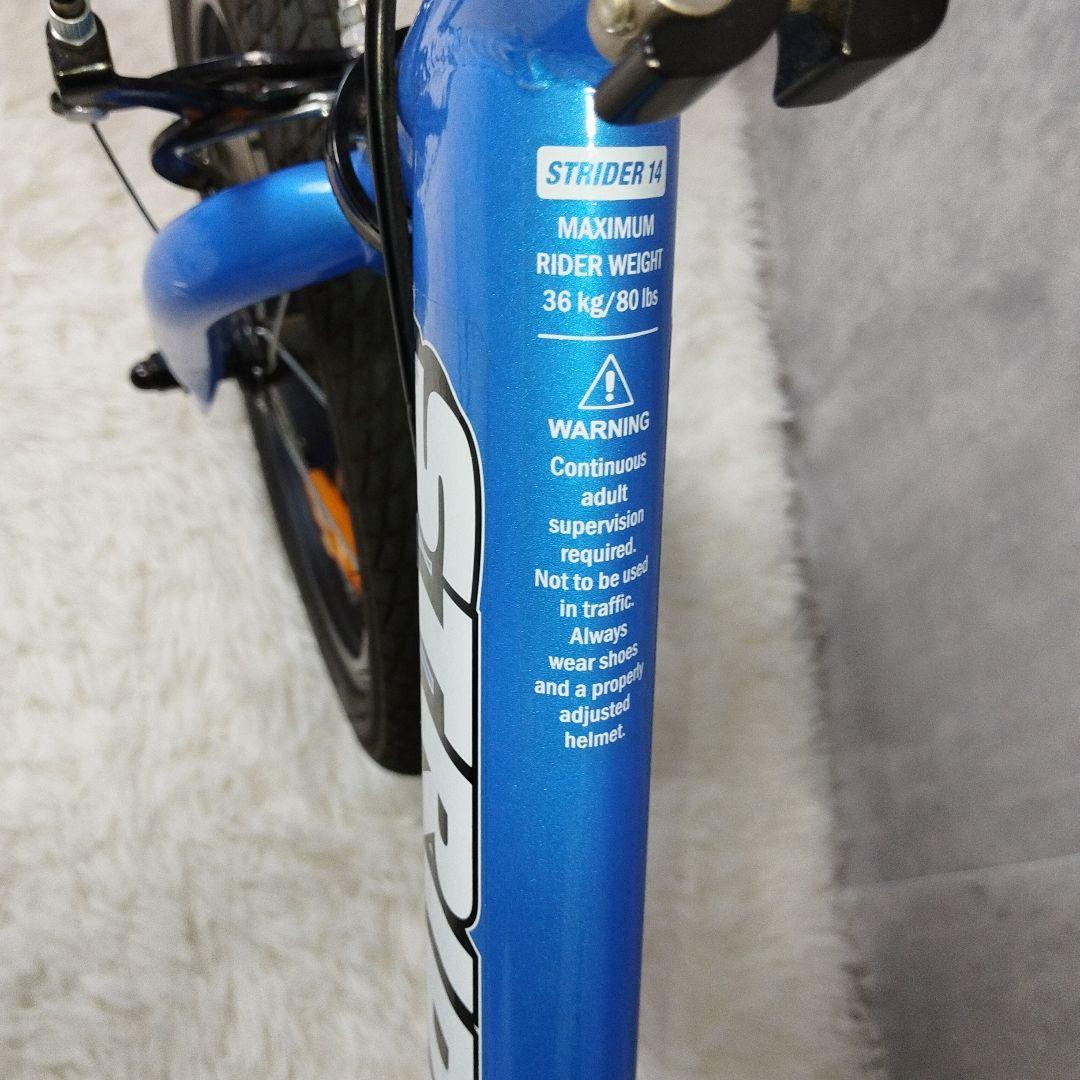 STRIDER 14
MAXIMUM
RIDER WEIGHT
36 kg/80 lbs
WARNING
Continuous
adult
supervision
required.
Not to be used
in traffic.
Always
wear shoes
and a properly
adjusted
helmet.